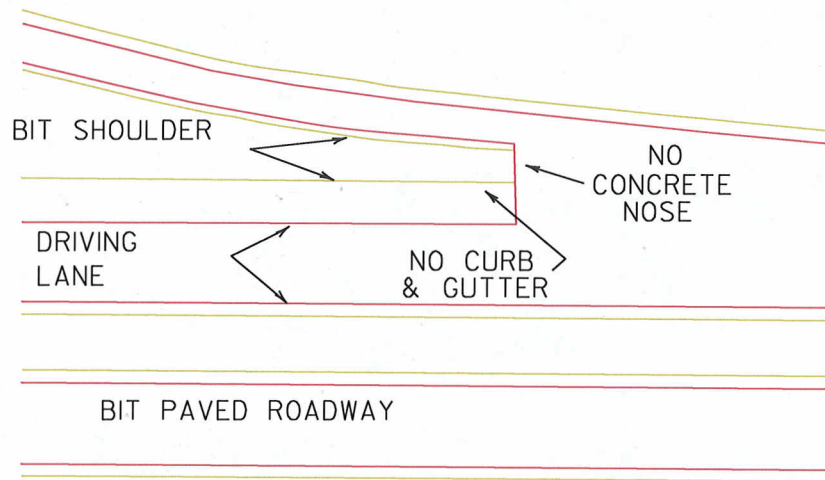 BIT SHOULDER
NO
CONCRETE
NOSE
DRIVING
LANE
NO CURB
& GUTTER
BIT PAVED ROADWAY